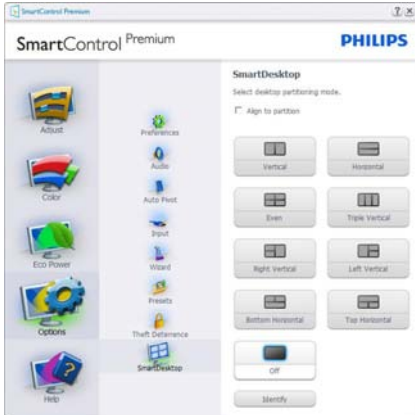 SmartControl Premium
SmartControl Premium
PHILIPS
Adjust
Color
Eco Power
Options
Help
Preferences
Audio
Auto Pivot
Input
Wizard
Presets
Theft Deterrence
SmartDesktop
SmartDesktop
Select desktop partitioning mode.
Align to partition
Vertical
Horizontal
Even
Triple Vertical
Right Vertical
Left Vertical
Bottom Horizontal
Top Horizontal
Off
Identify